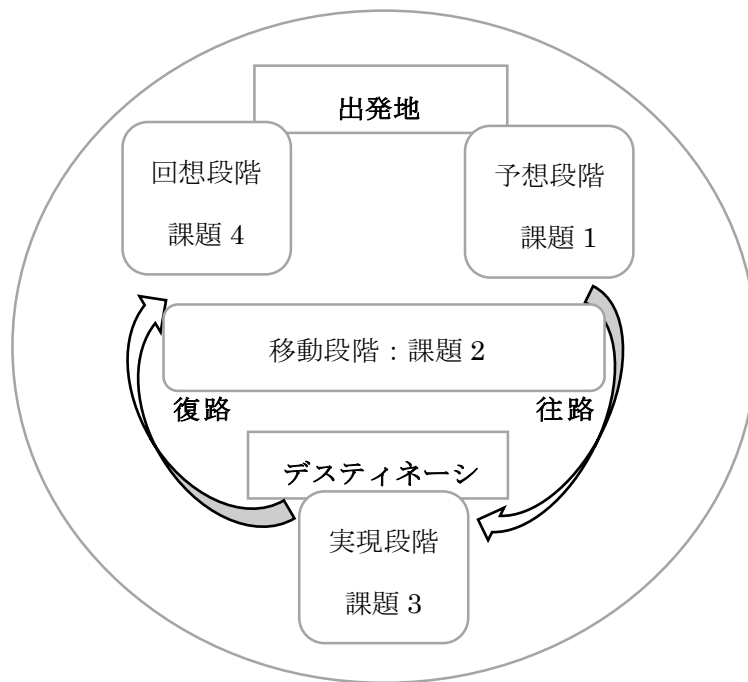 出発地
回想段階
課題 4
予想段階
課題 1
移動段階：課題 2
復路
往路
デスティネーシ
実現段階
課題 3